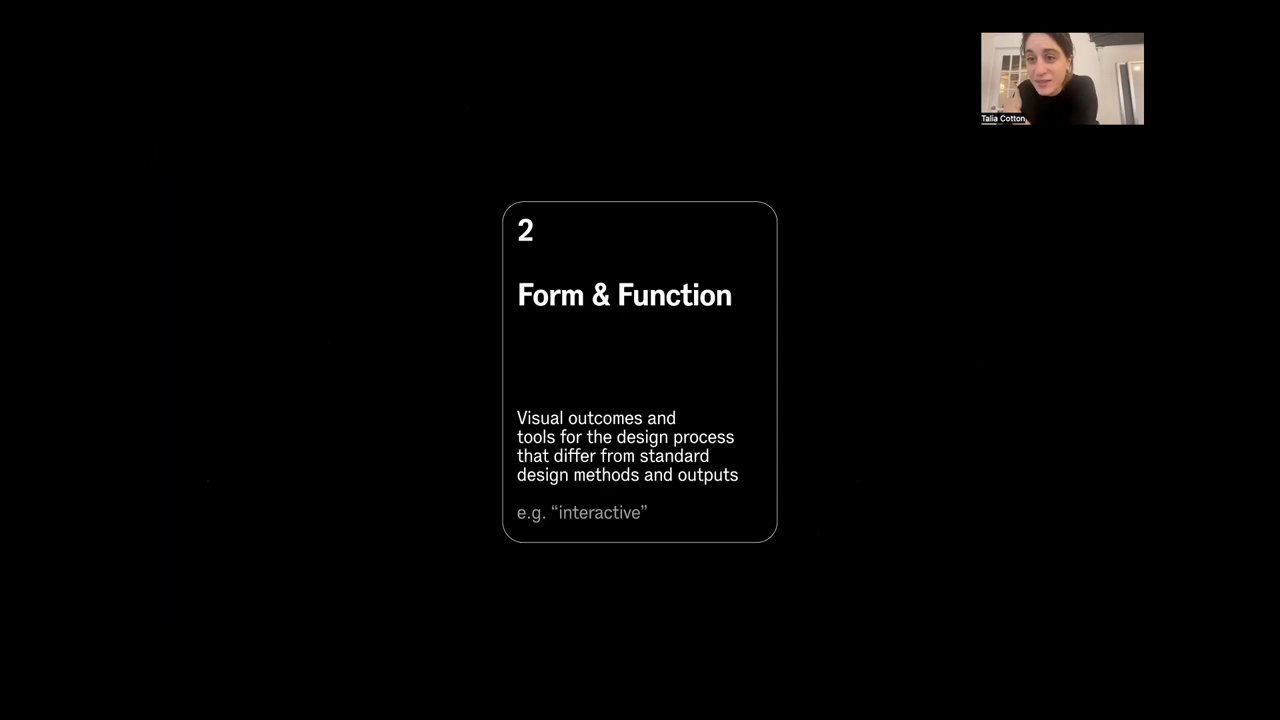 Talia Cotton
2
Form & Function
Visual outcomes and
tools for the design process
that differ from standard
design methods and outputs
e.g. “interactive”